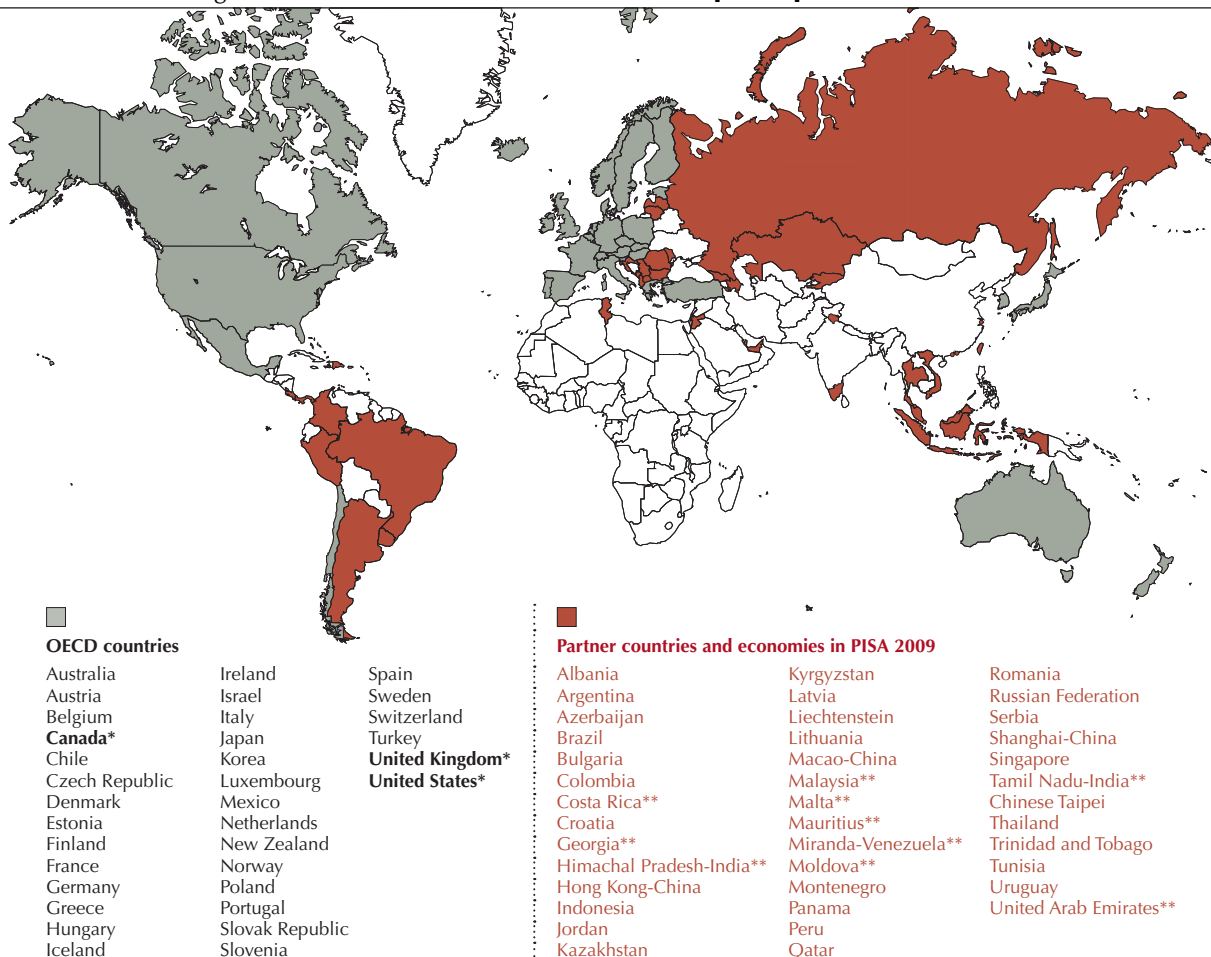 OECD countries
Australia
Austria
Belgium
Canada*
Chile
Czech Republic
Denmark
Estonia
Finland
France
Germany
Greece
Hungary
Iceland
Ireland
Israel
Italy
Japan
Korea
Luxembourg
Mexico
Netherlands
New Zealand
Norway
Poland
Portugal
Slovak Republic
Slovenia
Spain
Sweden
Switzerland
Turkey
United Kingdom*
United States*
Partner countries and economies in PISA 2009
Albania
Argentina
Azerbaijan
Brazil
Bulgaria
Colombia
Costa Rica**
Croatia
Georgia**
Himachal Pradesh-India**
Hong Kong-China
Indonesia
Jordan
Kazakhstan
Kyrgyzstan
Latvia
Liechtenstein
Lithuania
Macao-China
Malaysia**
Malta**
Mauritius**
Miranda-Venezuela**
Moldova**
Montenegro
Panama
Peru
Qatar
Romania
Russian Federation
Serbia
Shanghai-China
Singapore
Tamil Nadu-India**
Chinese Taipei
Thailand
Trinidad and Tobago
Tunisia
Uruguay
United Arab Emirates**